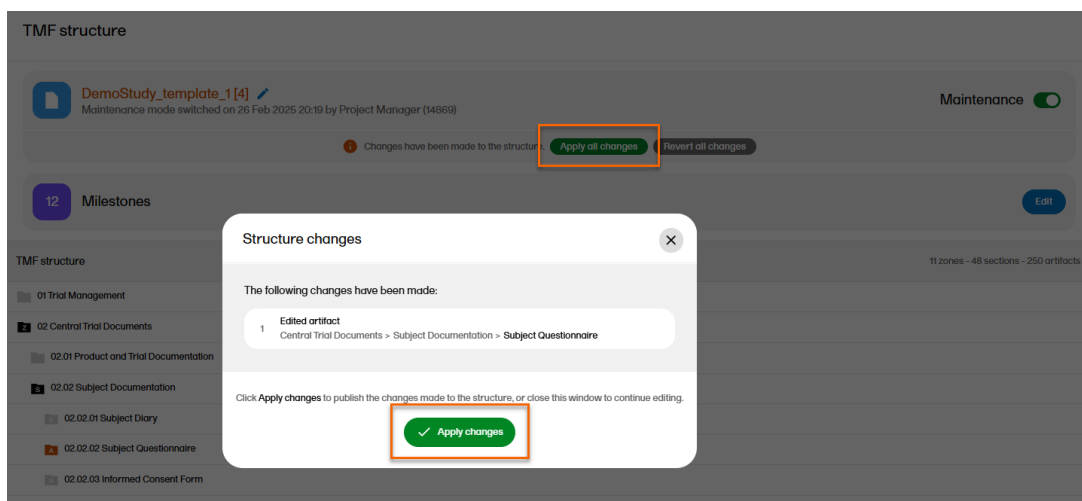 TMF structure
DemoStudy_template_1 [4]
Maintenance mode switched on 26 Feb 2025 20:19 by Project Manager (14869)
Maintenance
Changes have been made to the structure. Apply all changes Revert all changes
12 Milestones
Edit
Structure changes
The following changes have been made:
1 Edited artifact
Central Trial Documents > Subject Documentation > Subject Questionnaire
Click Apply changes to publish the changes made to the structure, or close this window to continue editing.
Apply changes
TMF structure
11 zones - 48 sections - 250 artifacts
01 Trial Management
Z 02 Central Trial Documents
02.01 Product and Trial Documentation
S 02.02 Subject Documentation
02.02.01 Subject Diary
A 02.02.02 Subject Questionnaire
02.02.03 Informed Consent Form